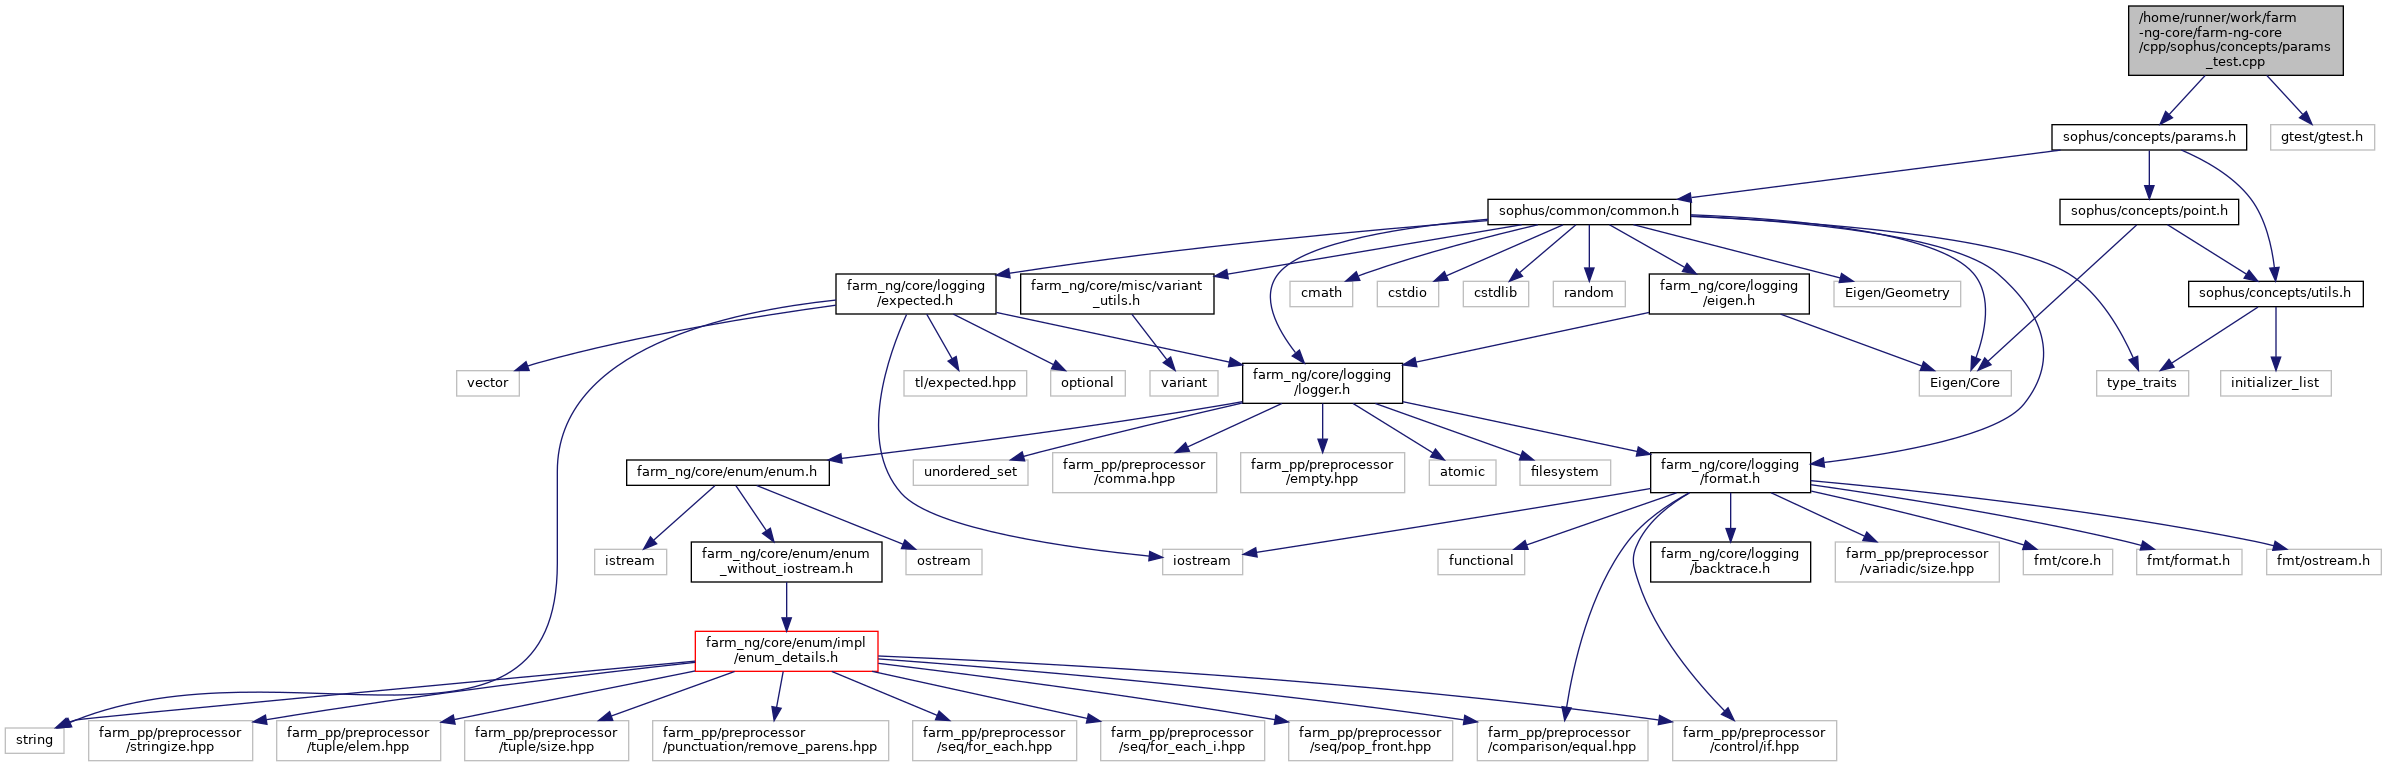 /home/runner/work/farm
-ng-core/farm-ng-core
/cpp/sophus/concepts/params
_test.cpp
sophus/concepts/params.h
gtest/gtest.h
sophus/common/common.h
sophus/concepts/point.h
farm_ng/core/logging
/expected.h
farm_ng/core/misc/variant
_utils.h
cmath
cstdio
cstdlib
random
farm_ng/core/logging
/eigen.h
Eigen/Geometry
sophus/concepts/utils.h
vector
tl/expected.hpp
optional
variant
farm_ng/core/logging
/logger.h
Eigen/Core
type_traits
initializer_list
farm_ng/core/enum/enum.h
unordered_set
farm_pp/preprocessor
/comma.hpp
farm_pp/preprocessor
/empty.hpp
atomic
filesystem
farm_ng/core/logging
/format.h
istream
farm_ng/core/enum/enum
_without_iostream.h
ostream
iostream
functional
farm_ng/core/logging
/backtrace.h
farm_pp/preprocessor
/variadic/size.hpp
fmt/core.h
fmt/format.h
fmt/ostream.h
farm_ng/core/enum/impl
/enum_details.h
string
farm_pp/preprocessor
/stringize.hpp
farm_pp/preprocessor
/tuple/elem.hpp
farm_pp/preprocessor
/tuple/size.hpp
farm_pp/preprocessor
/punctuation/remove_parens.hpp
farm_pp/preprocessor
/seq/for_each.hpp
farm_pp/preprocessor
/seq/for_each_i.hpp
farm_pp/preprocessor
/seq/pop_front.hpp
farm_pp/preprocessor
/comparison/equal.hpp
farm_pp/preprocessor
/control/if.hpp